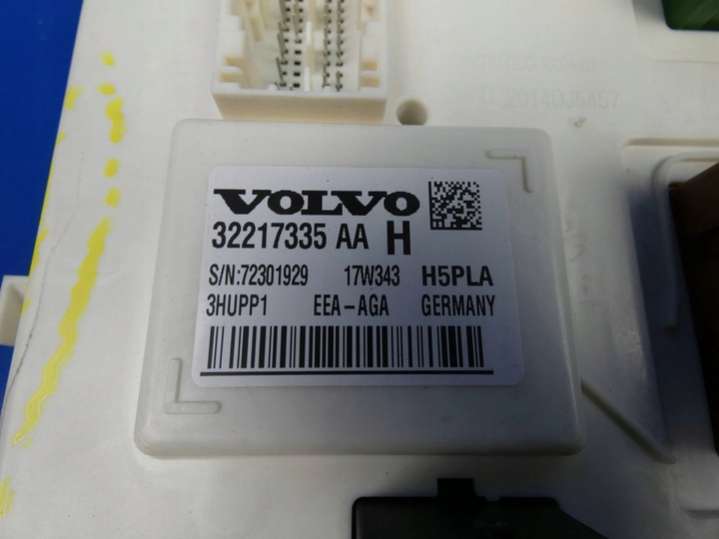 VOLVO
32217335 AA H
S/N:72301929 17W343 H5PLA
3HUPP1 EEA-AGA GERMANY